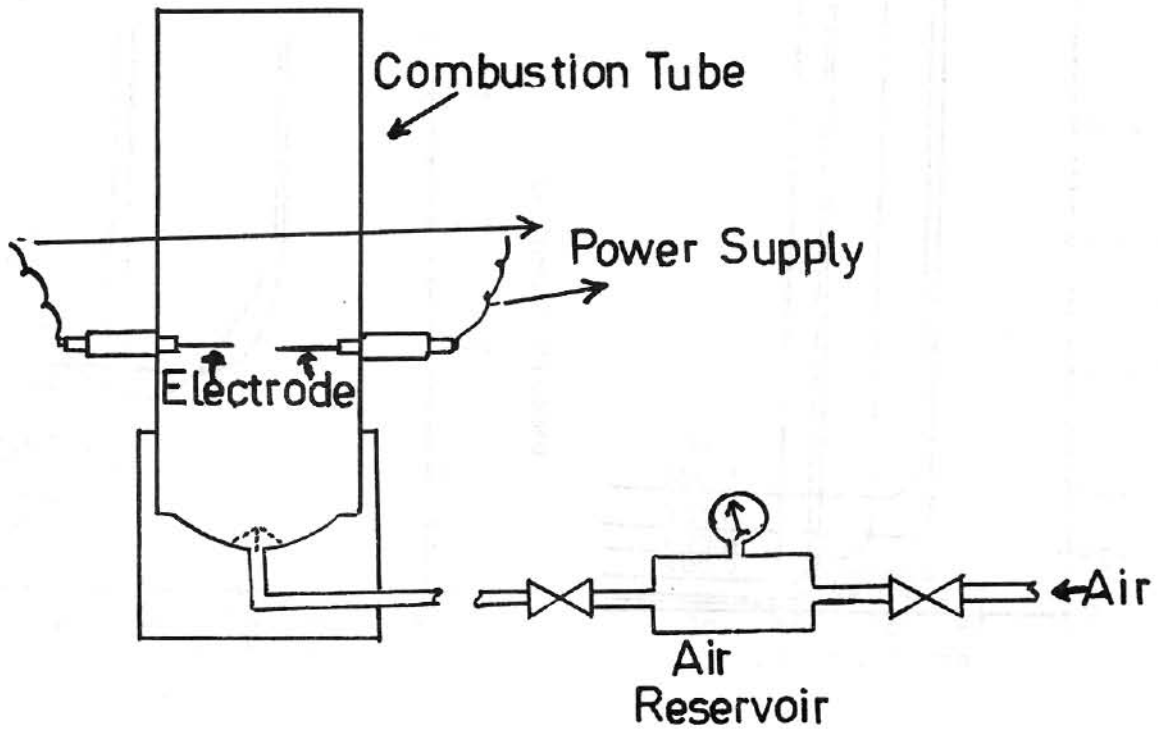 Combustion Tube
Power Supply
Electrode
Air
Air
Reservoir